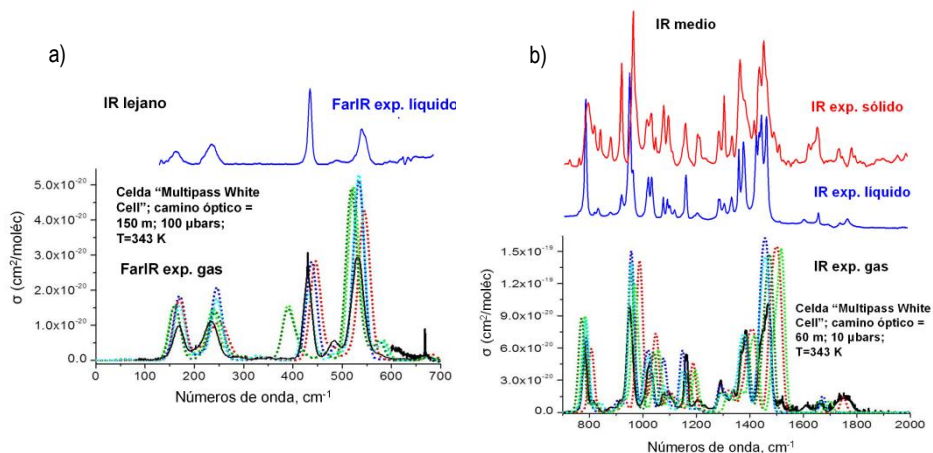 a)
IR lejano
FarIR exp. líquido
5.0x10⁻²⁰
4.0x10⁻²⁰
3.0x10⁻²⁰
2.0x10⁻²⁰
1.0x10⁻²⁰
0.0
σ (cm²/moléc)
Celda “Multipass White
Cell”; camino óptico =
150 m; 100 µbars;
T=343 K
FarIR exp. gas
0 100 200 300 400 500 600 700
Números de onda, cm⁻¹
b)
IR medio
IR exp. sólido
IR exp. líquido
IR exp. gas
1.5x10⁻¹⁹
1.2x10⁻¹⁹
9.0x10⁻²⁰
6.0x10⁻²⁰
3.0x10⁻²⁰
0.0
σ (cm²/moléc)
Celda “Multipass White
Cell”; camino óptico =
60 m; 10 µbars;
T=343 K
800 1000 1200 1400 1600 1800 2000
Números de onda, cm⁻¹